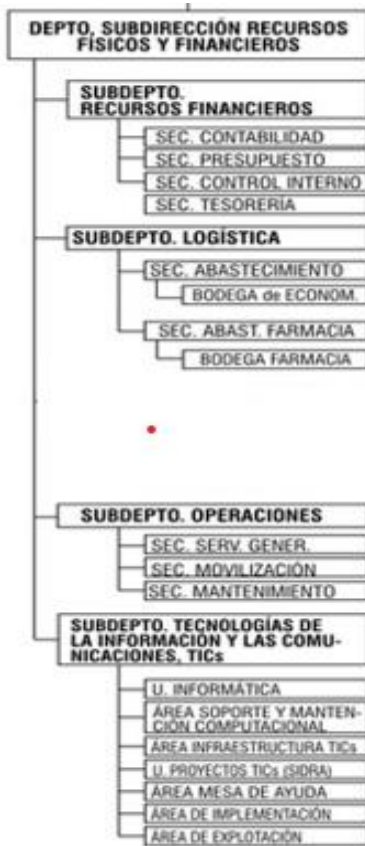 DEPTO, SUBDIRECCIÓN RECURSOS
FÍSICOS Y FINANCIEROS
SUBDEPTO.
RECURSOS FINANCIEROS
SEC. CONTABILIDAD
SEC. PRESUPUESTO
SEC. CONTROL INTERNO
SEC. TESORERÍA
SUBDEPTO. LOGÍSTICA
SEC. ABASTECIMIENTO
BODEGA de ECONOM.
SEC. ABAST. FARMACIA
BODEGA FARMACIA
SUBDEPTO. OPERACIONES
SEC. SERV. GENER.
SEC. MOVILIZACIÓN
SEC. MANTENIMIENTO
SUBDEPTO. TECNOLOGÍAS DE
LA INFORMACIÓN Y LAS COMU-
NICACIONES, TICs
U. INFORMÁTICA
ÁREA SOPORTE Y MANTEN-
CIÓN COMPUTACIONAL
ÁREA INFRAESTRUCTURA TICs
U. PROYECTOS TICs (SIDRA)
ÁREA MESA DE AYUDA
ÁREA DE IMPLEMENTACIÓN
ÁREA DE EXPLOTACIÓN